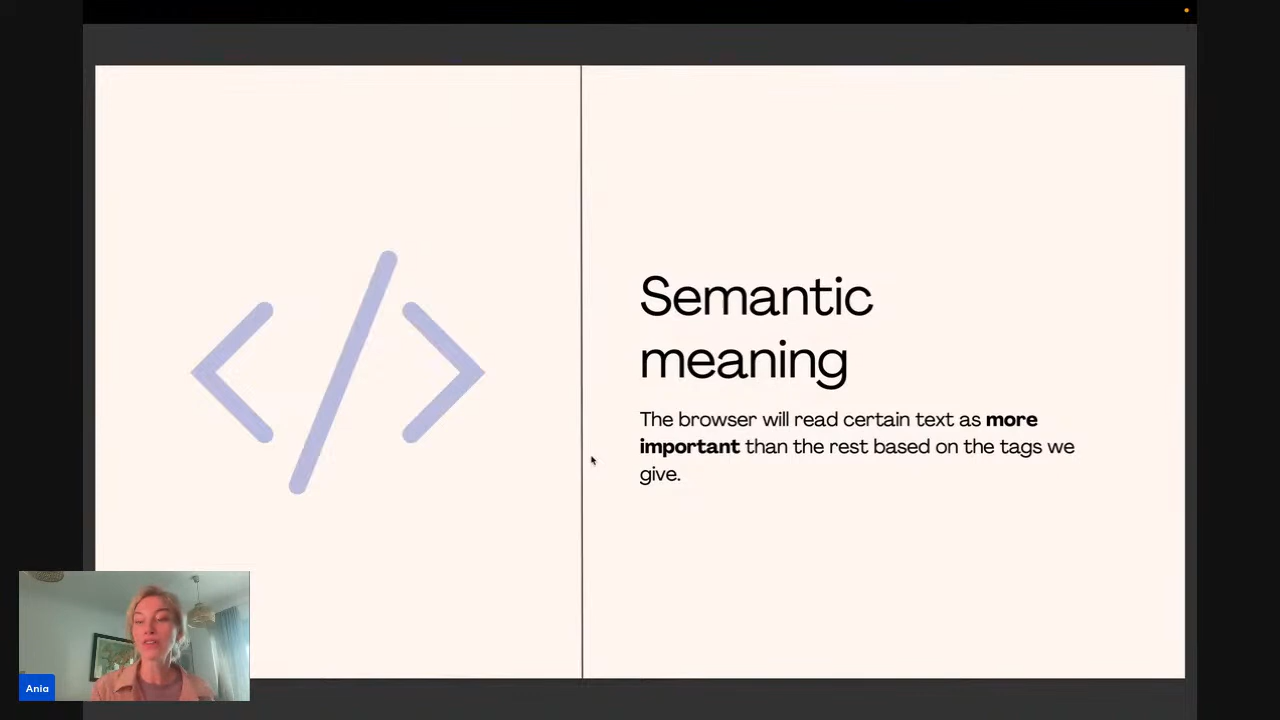 Semantic
meaning
The browser will read certain text as more
important than the rest based on the tags we
give.
Ania